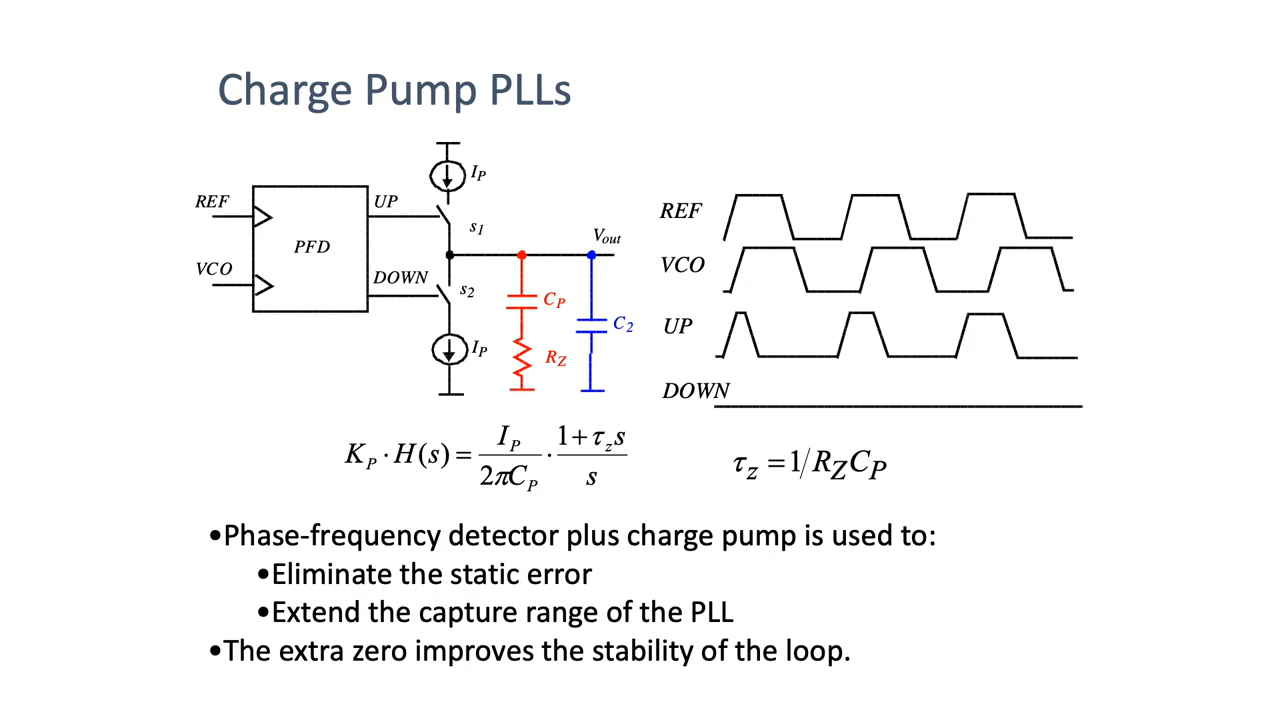 Charge Pump PLLs
I_P
REF
UP
s_1
V_out
PFD
VCO
DOWN
s_2
C_P
C_2
I_P
R_Z
REF
VCO
UP
DOWN
K_P · H(s) = I_P / 2πC_P · (1 + τ_z s) / s
τ_z = 1/R_Z C_P
•Phase-frequency detector plus charge pump is used to:
•Eliminate the static error
•Extend the capture range of the PLL
•The extra zero improves the stability of the loop.